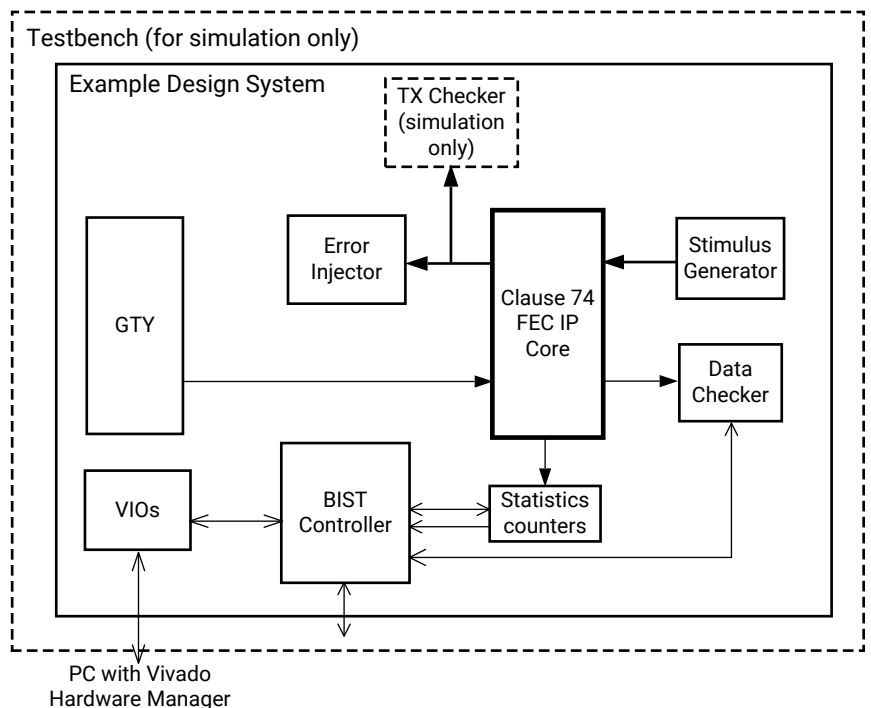 Testbench (for simulation only)
Example Design System
TX Checker
(simulation
only)
Error
Injector
Stimulus
Generator
Clause 74
FEC IP
Core
GTY
Data
Checker
VIOs
BIST
Controller
Statistics
counters
PC with Vivado
Hardware Manager